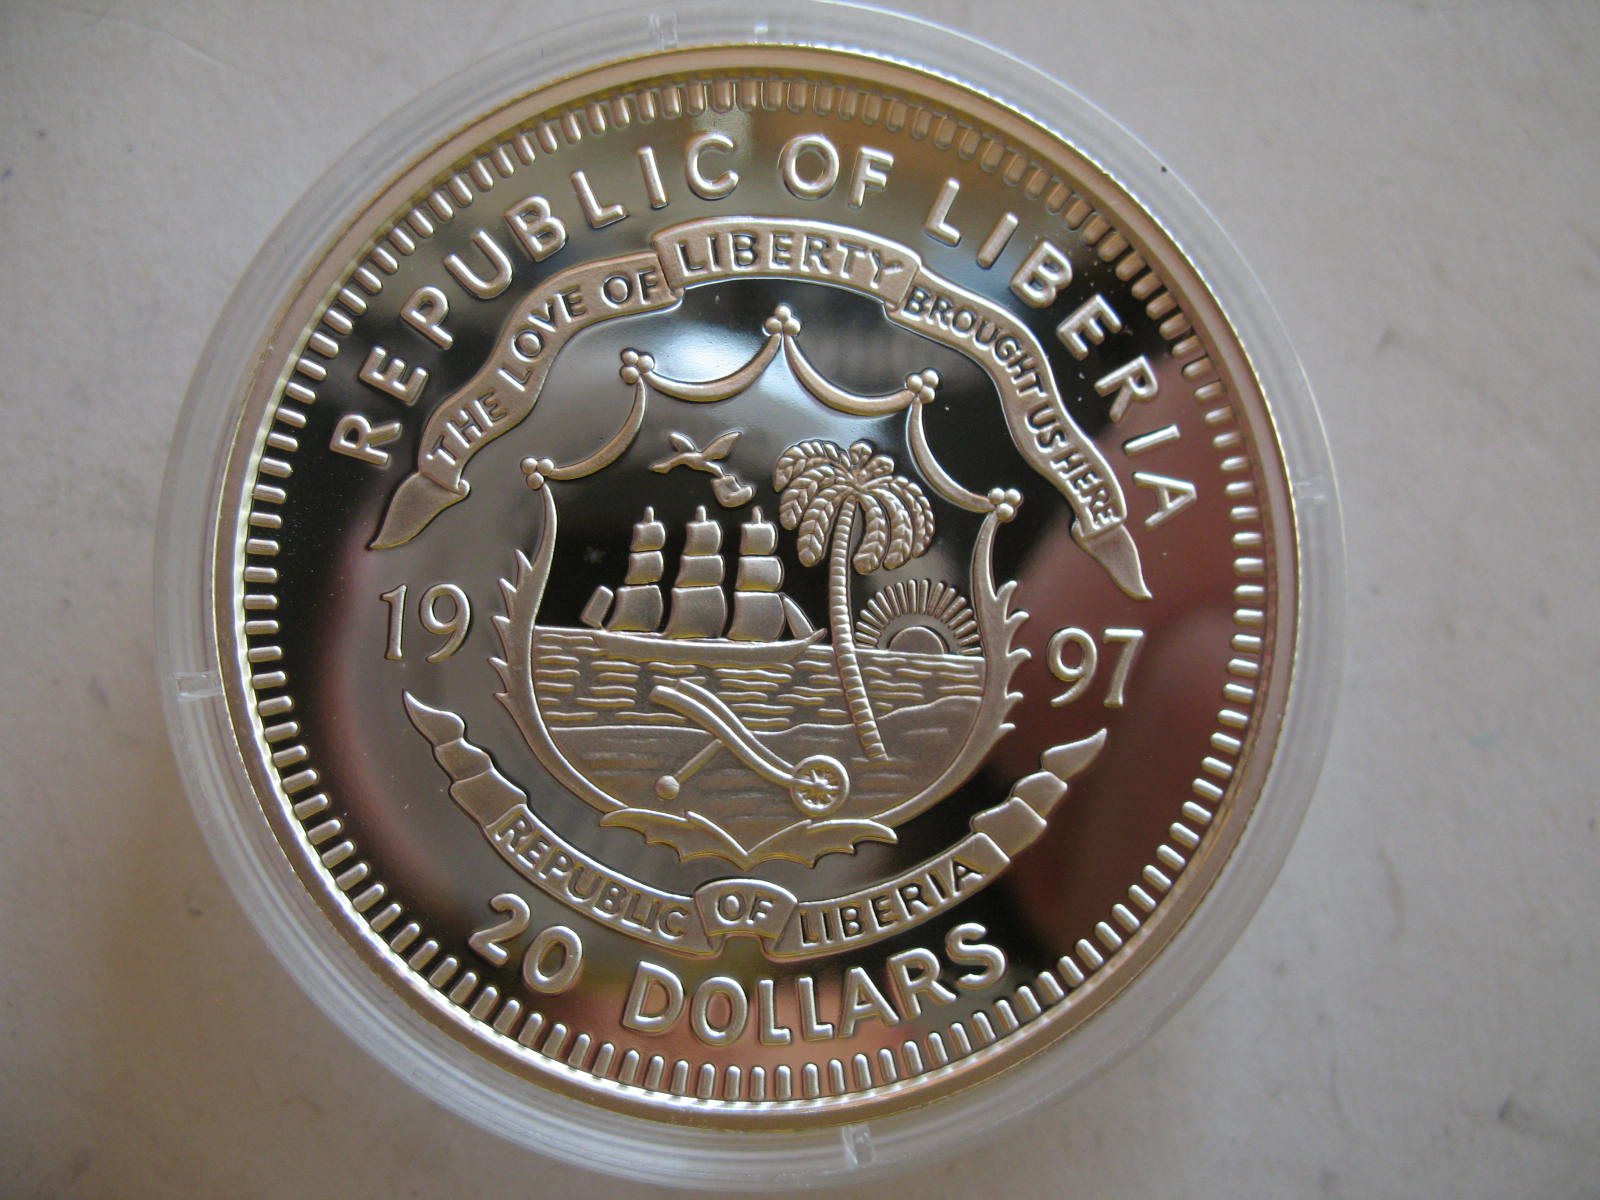 REPUBLIC OF LIBERIA
THE LOVE OF LIBERTY BROUGHT US HERE
19 97
REPUBLIC OF LIBERIA
20 DOLLARS